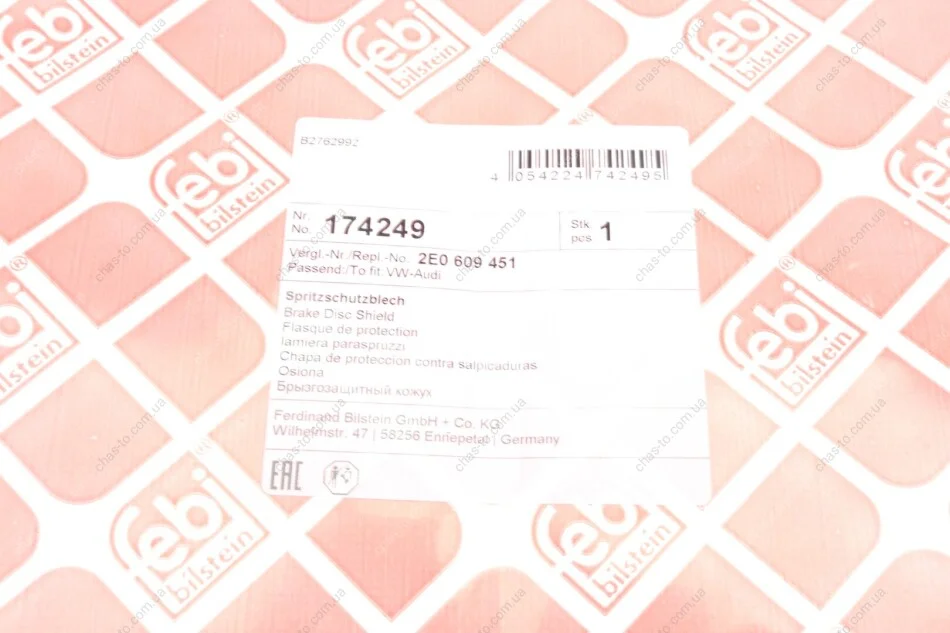 febi
bilstein
B2762992
4 054224 742495
Nr.
No. 174249
Stk
pcs 1
Vergl.-Nr./Repl.-No. 2E0 609 451
Passend:/To fit:VW-Audi
Spritzschutzblech
Brake Disc Shield
Flasque de protection
lamiera paraspruzzi
Chapa de proteccion contra salpicaduras
Osiona
Брызгозащитный кожух
Ferdinand Bilstein GmbH + Co. KG
Wilhelmstr. 47 | 58256 Ennepetal | Germany
EAC
chas-to.com.ua